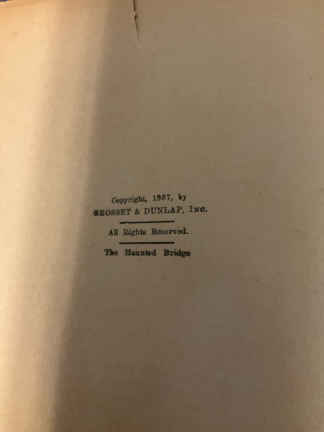 Copyright, 1937, by
GROSSET & DUNLAP, INC.
All Rights Reserved.
The Haunted Bridge